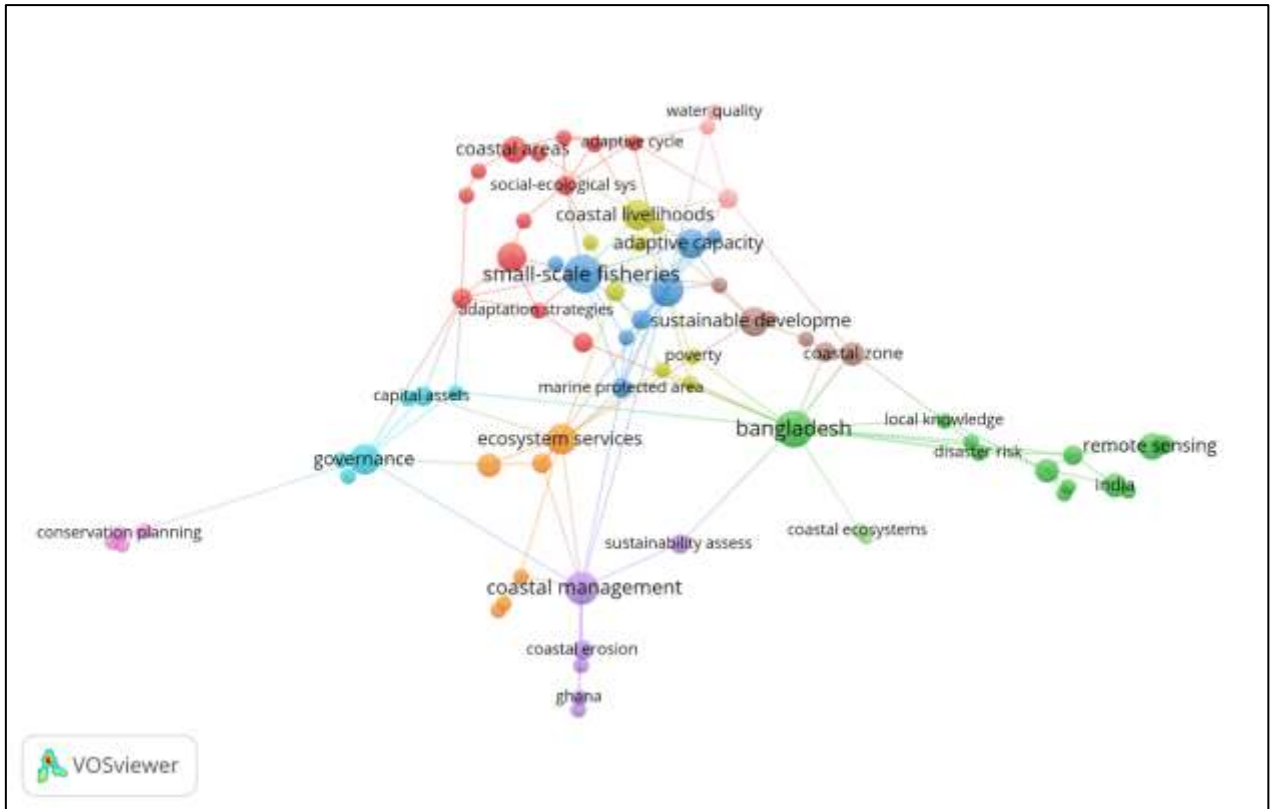 water quality
adaptive cycle
coastal areas
social-ecological sys
coastal livelihoods
adaptive capacity
small-scale fisheries
adaptation strategies
sustainable developme
coastal zone
poverty
marine protected area
capital assets
local knowledge
bangladesh
ecosystem services
remote sensing
disaster risk
governance
india
conservation planning
coastal ecosystems
sustainability assess
coastal management
coastal erosion
ghana
VOSviewer